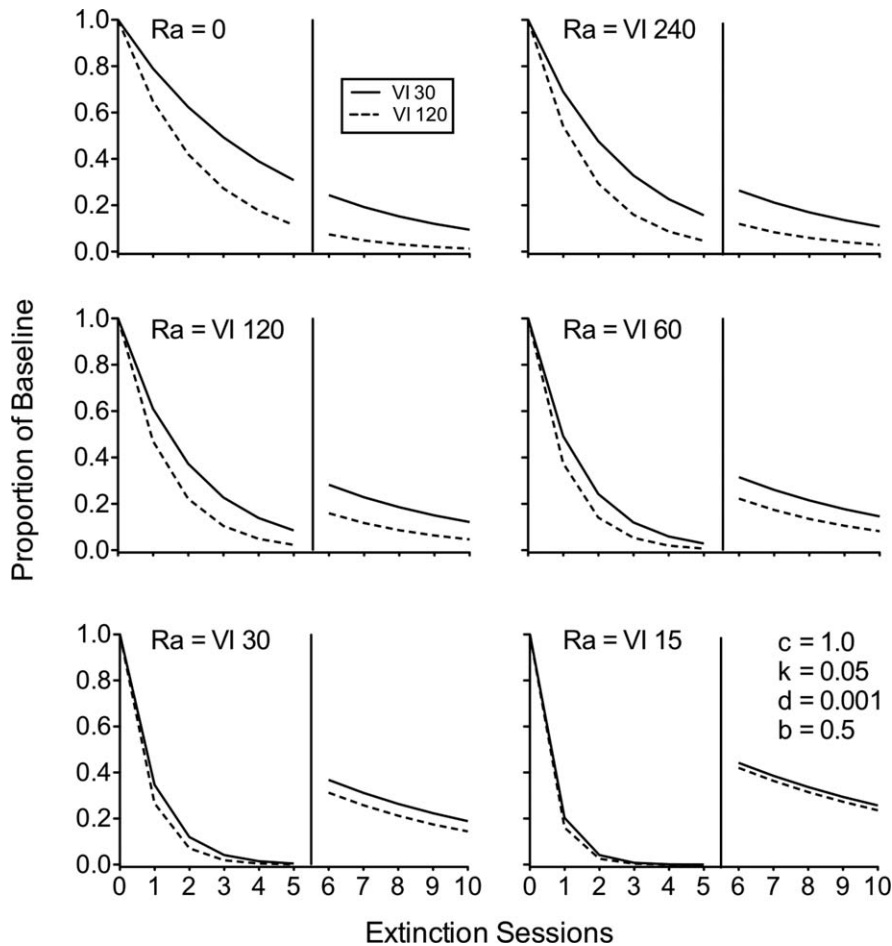 Proportion of Baseline
Ra = 0
1.0
0.8
0.6
0.4
0.2
0.0
VI 30
VI 120
Ra = VI 240
Ra = VI 120
1.0
0.8
0.6
0.4
0.2
0.0
Ra = VI 60
Ra = VI 30
1.0
0.8
0.6
0.4
0.2
0.0
0 1 2 3 4 5 6 7 8 9 10
Ra = VI 15
c = 1.0
k = 0.05
d = 0.001
b = 0.5
0 1 2 3 4 5 6 7 8 9 10
Extinction Sessions